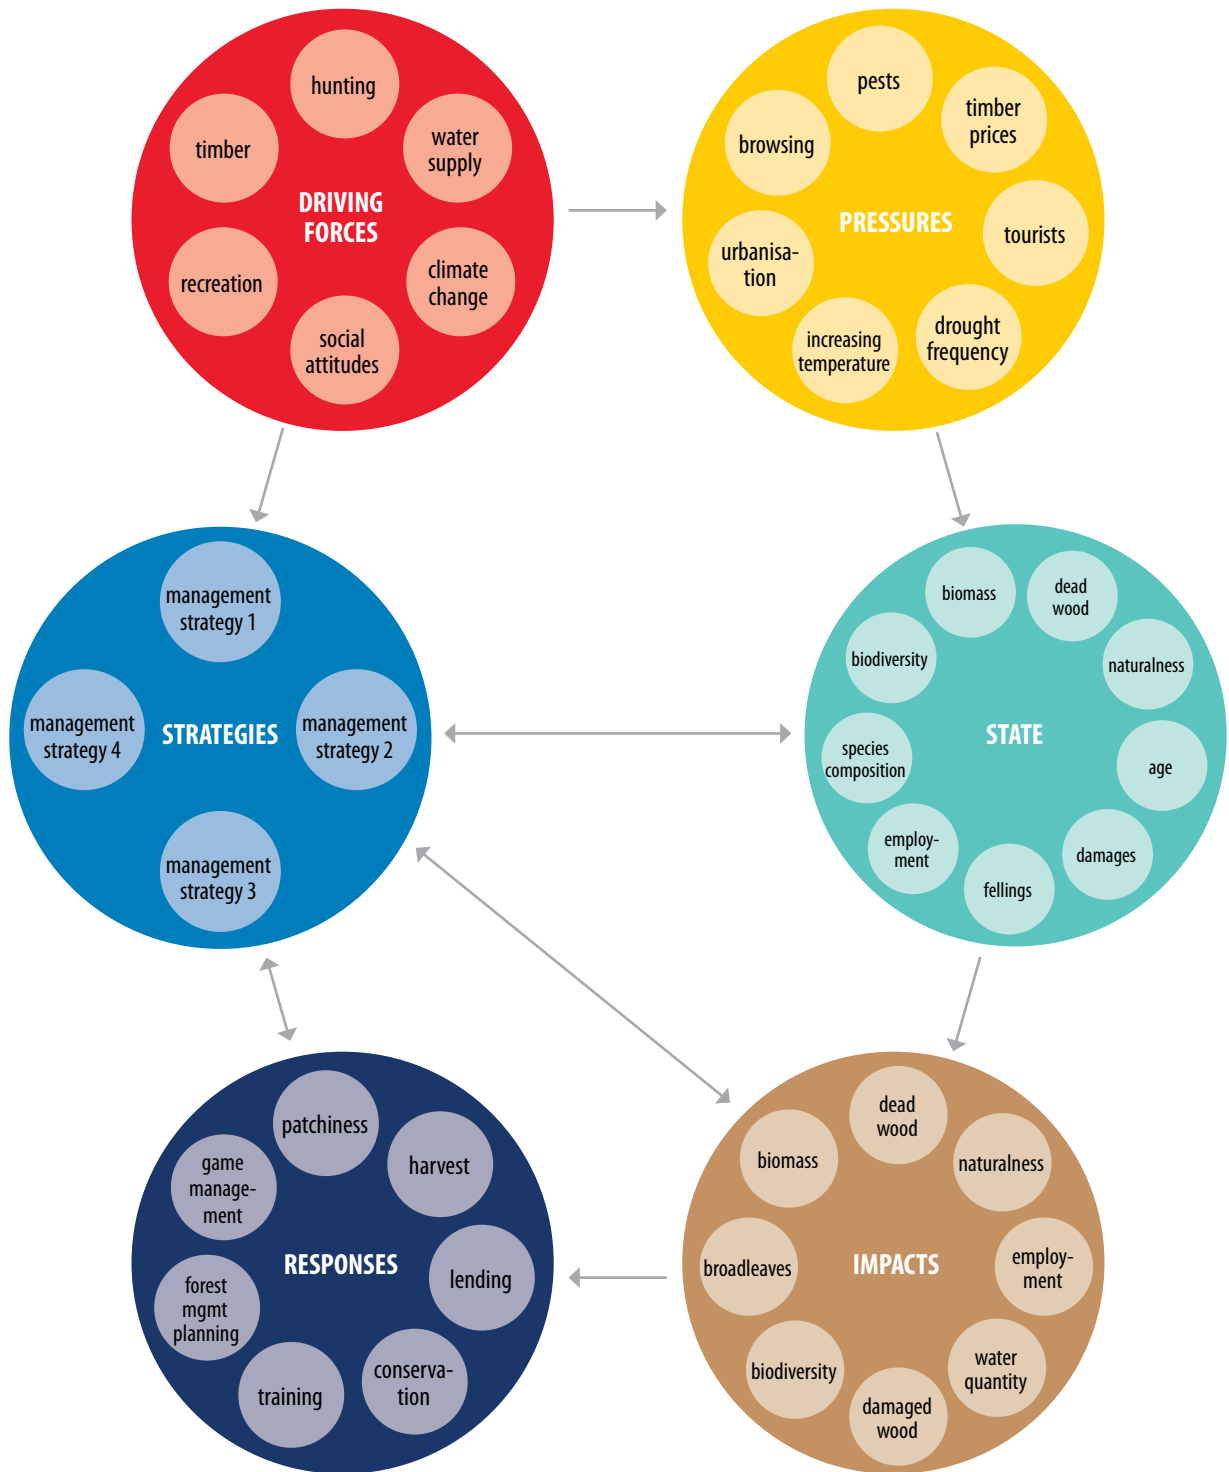 hunting
timber
water
supply
DRIVING
FORCES
recreation
climate
change
social
attitudes
pests
timber
prices
browsing
PRESSURES
tourists
urbanisa-
tion
increasing
temperature
drought
frequency
management
strategy 1
management
strategy 4
STRATEGIES
management
strategy 2
management
strategy 3
biomass
dead
wood
biodiversity
naturalness
STATE
species
composition
age
employ-
ment
damages
fellings
patchiness
harvest
game
manage-
ment
RESPONSES
lending
forest
mgmt
planning
conserva-
tion
training
dead
wood
biomass
naturalness
broadleaves
IMPACTS
employ-
ment
biodiversity
water
quantity
damaged
wood